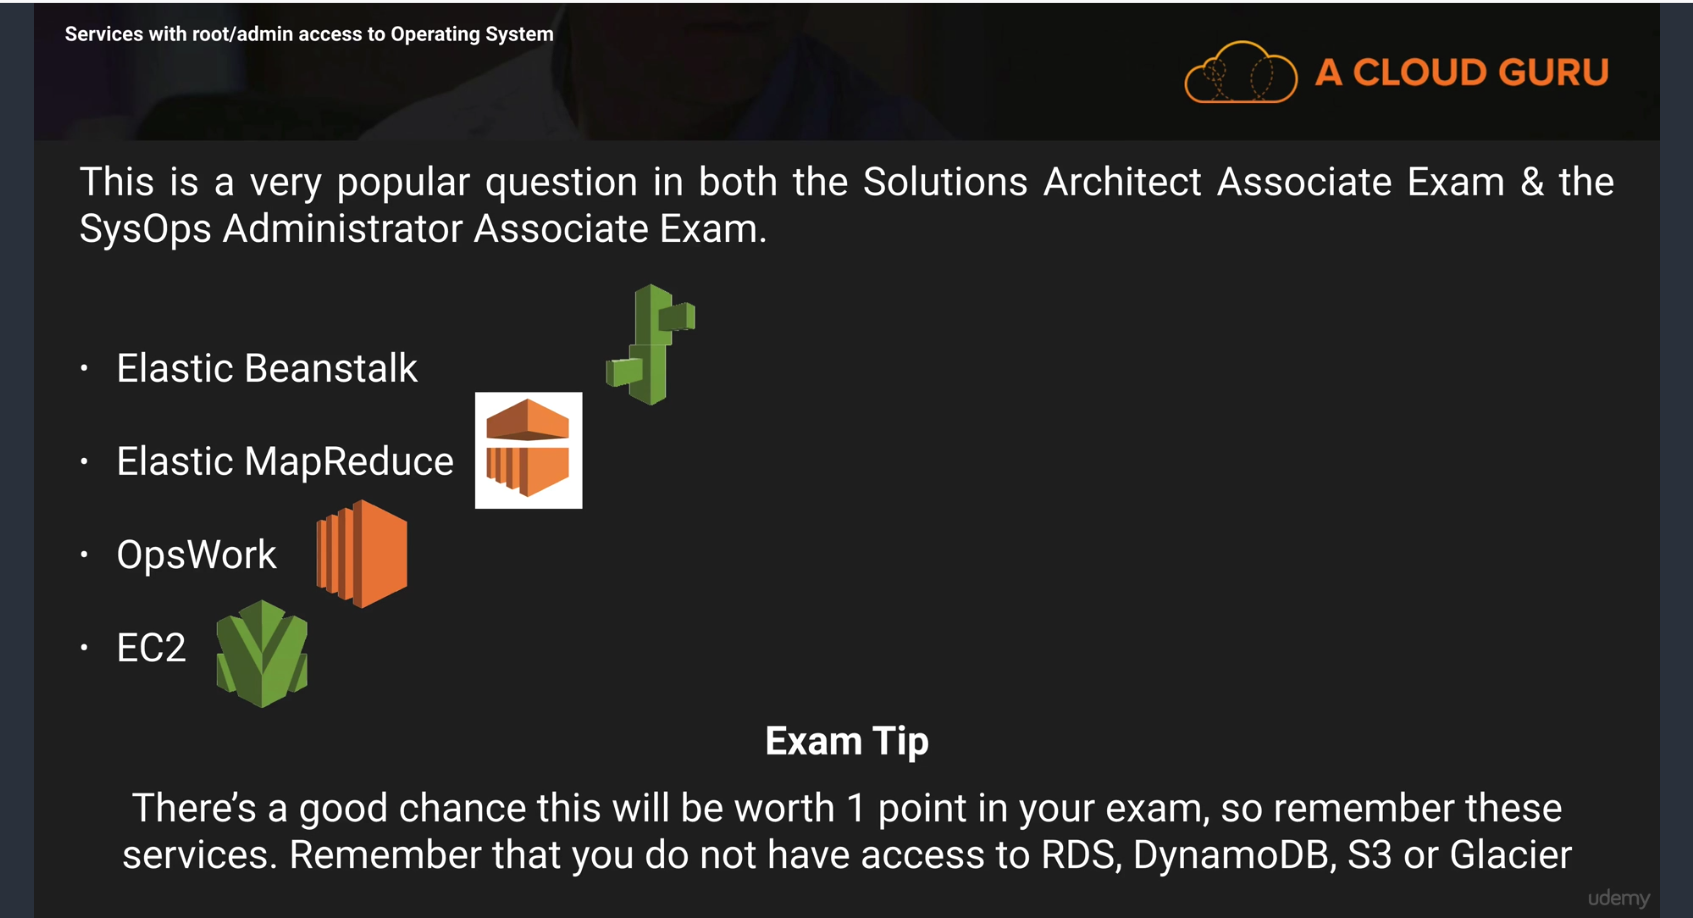 Services with root/admin access to Operating System
A CLOUD GURU
This is a very popular question in both the Solutions Architect Associate Exam & the
SysOps Administrator Associate Exam.
• Elastic Beanstalk
• Elastic MapReduce
• OpsWork
• EC2
Exam Tip
There’s a good chance this will be worth 1 point in your exam, so remember these
services. Remember that you do not have access to RDS, DynamoDB, S3 or Glacier
udemy